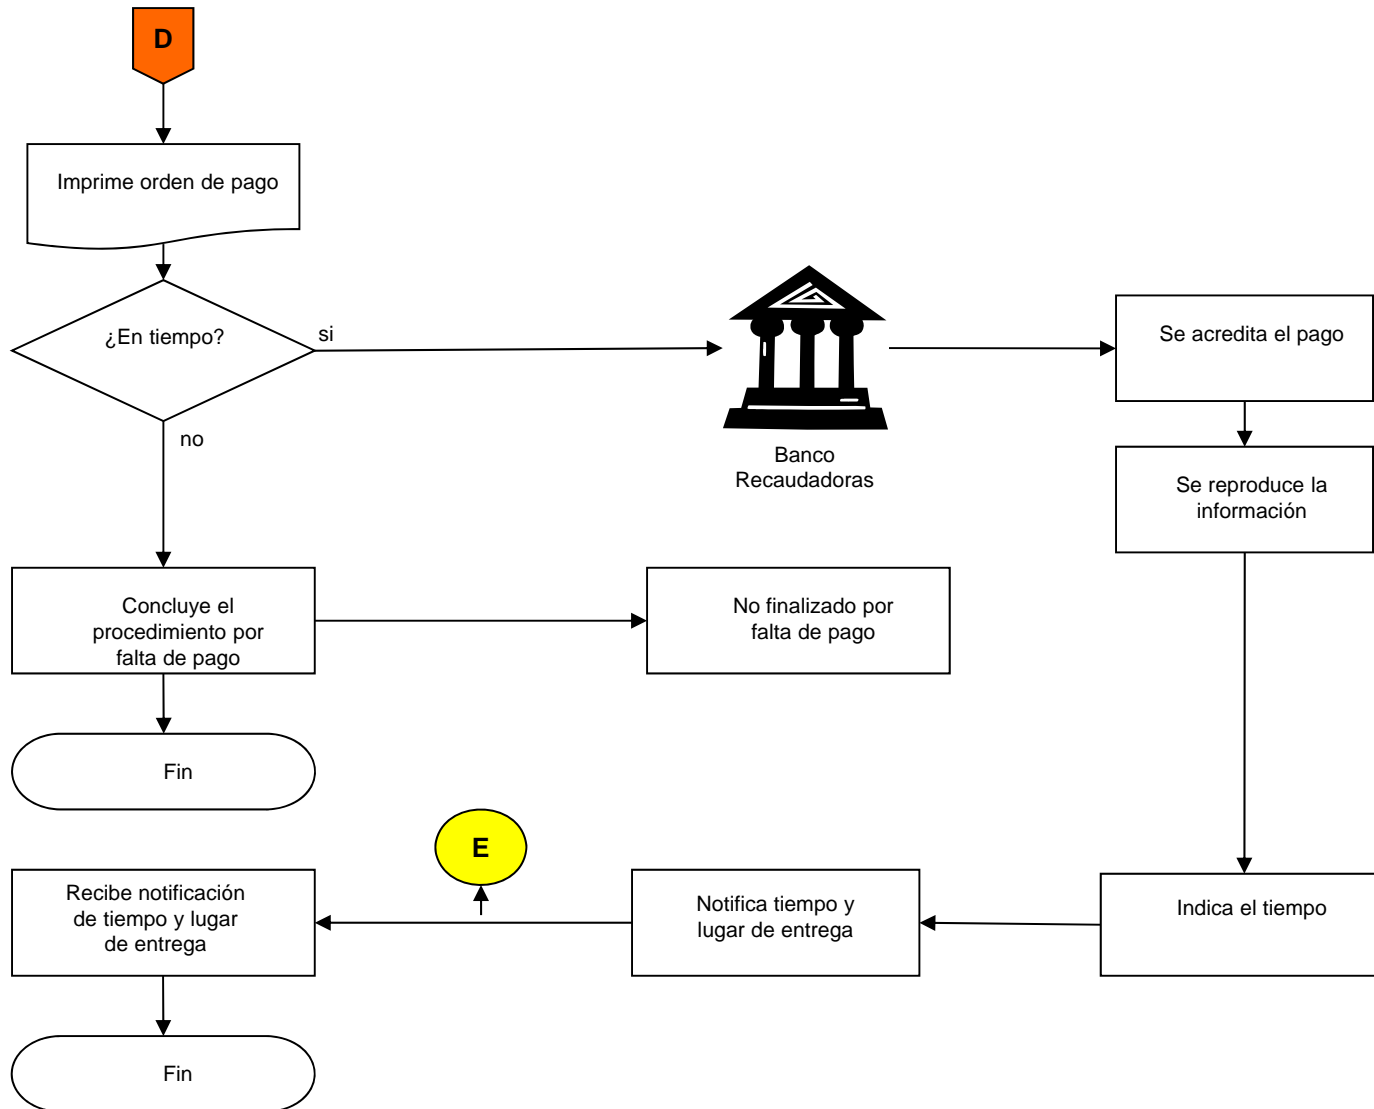 D
Imprime orden de pago
¿En tiempo?
si
no
Banco
Recaudadoras
Se acredita el pago
Se reproduce la
información
Concluye el
procedimiento por
falta de pago
No finalizado por
falta de pago
Fin
E
Recibe notificación
de tiempo y lugar
de entrega
Notifica tiempo y
lugar de entrega
Indica el tiempo
Fin